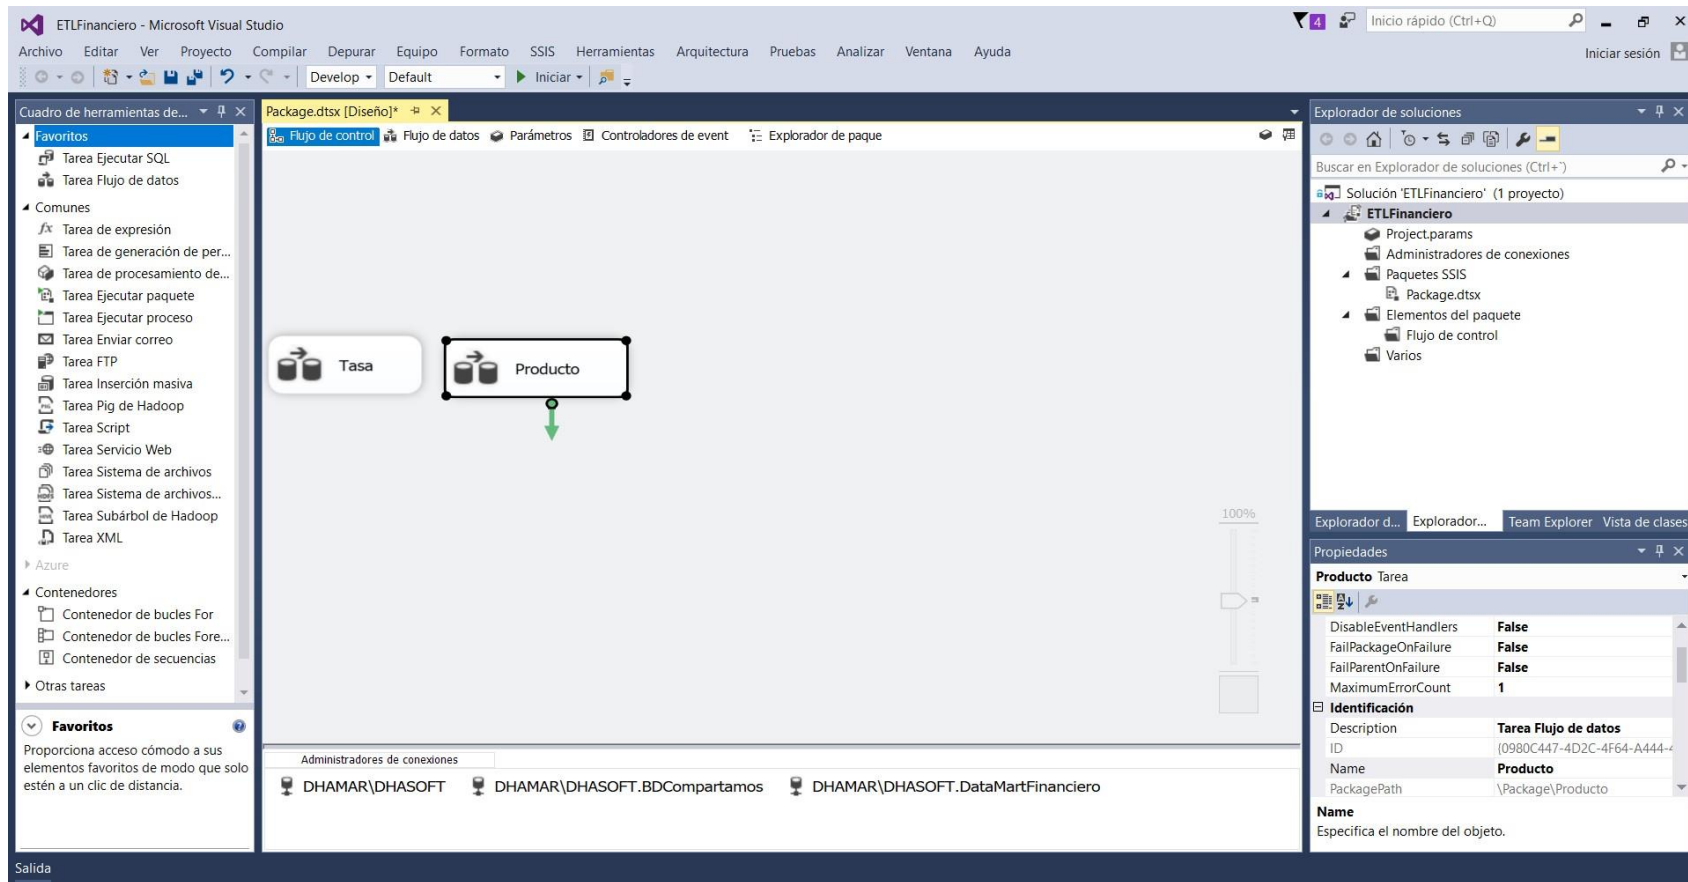 ETLFinanciero - Microsoft Visual Studio
4
Inicio rápido (Ctrl+Q)
Archivo Editar Ver Proyecto Compilar Depurar Equipo Formato SSIS Herramientas Arquitectura Pruebas Analizar Ventana Ayuda
Iniciar sesión
Develop Default Iniciar
Cuadro de herramientas de...
Favoritos
Tarea Ejecutar SQL
Tarea Flujo de datos
Comunes
Tarea de expresión
Tarea de generación de per...
Tarea de procesamiento de...
Tarea Ejecutar paquete
Tarea Ejecutar proceso
Tarea Enviar correo
Tarea FTP
Tarea Inserción masiva
Tarea Pig de Hadoop
Tarea Script
Tarea Servicio Web
Tarea Sistema de archivos
Tarea Sistema de archivos...
Tarea Subárbol de Hadoop
Tarea XML
Azure
Contenedores
Contenedor de bucles For
Contenedor de bucles Fore...
Contenedor de secuencias
Otras tareas
Favoritos
Proporciona acceso cómodo a sus
elementos favoritos de modo que solo
estén a un clic de distancia.
Package.dtsx [Diseño]*
Flujo de control Flujo de datos Parámetros Controladores de event Explorador de paque
Tasa
Producto
100%
Administradores de conexiones
DHAMAR\DHASOFT DHAMAR\DHASOFT.BDCompartamos DHAMAR\DHASOFT.DataMartFinanciero
Explorador de soluciones
Buscar en Explorador de soluciones (Ctrl+`)
Solución 'ETLFinanciero' (1 proyecto)
ETLFinanciero
Project.params
Administradores de conexiones
Paquetes SSIS
Package.dtsx
Elementos del paquete
Flujo de control
Varios
Explorador d... Explorador... Team Explorer Vista de clases
Propiedades
Producto Tarea
DisableEventHandlers False
FailPackageOnFailure False
FailParentOnFailure False
MaximumErrorCount 1
Identificación
Description Tarea Flujo de datos
ID {0980C447-4D2C-4F64-A444-
Name Producto
PackagePath \Package\Producto
Name
Especifica el nombre del objeto.
Salida